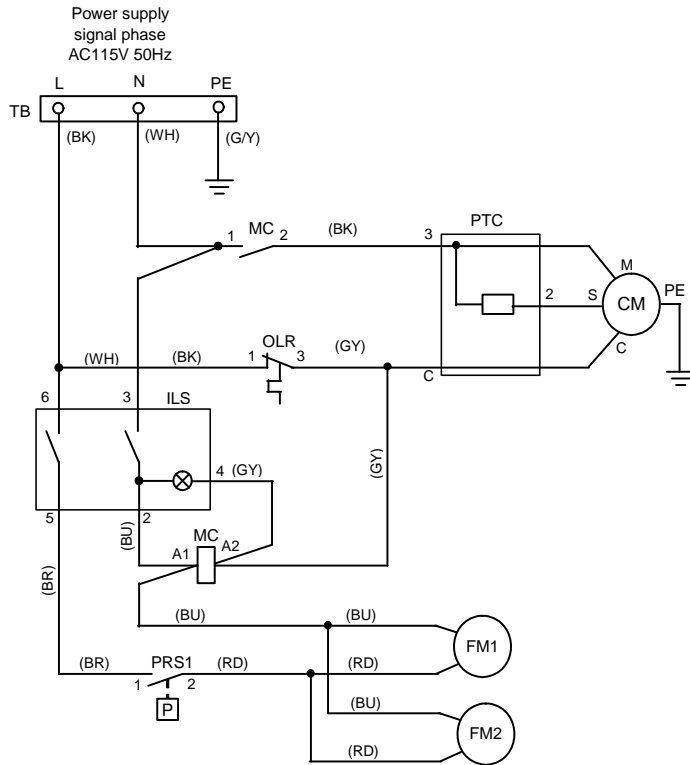 Power supply
signal phase
AC115V 50Hz
L N PE
TB
(BK) (WH) (G/Y)
1 MC 2 (BK) 3 PTC
M
2 S CM PE
C
(WH) (BK) 1 OLR 3 (GY) C
6 3 ILS
4 (GY)
(GY)
5 2
(BU) MC
A1 A2
(BR)
(BU) (BU)
FM1
(BR) PRS1 (RD) (RD)
1 2
P
(BU)
FM2
(RD)